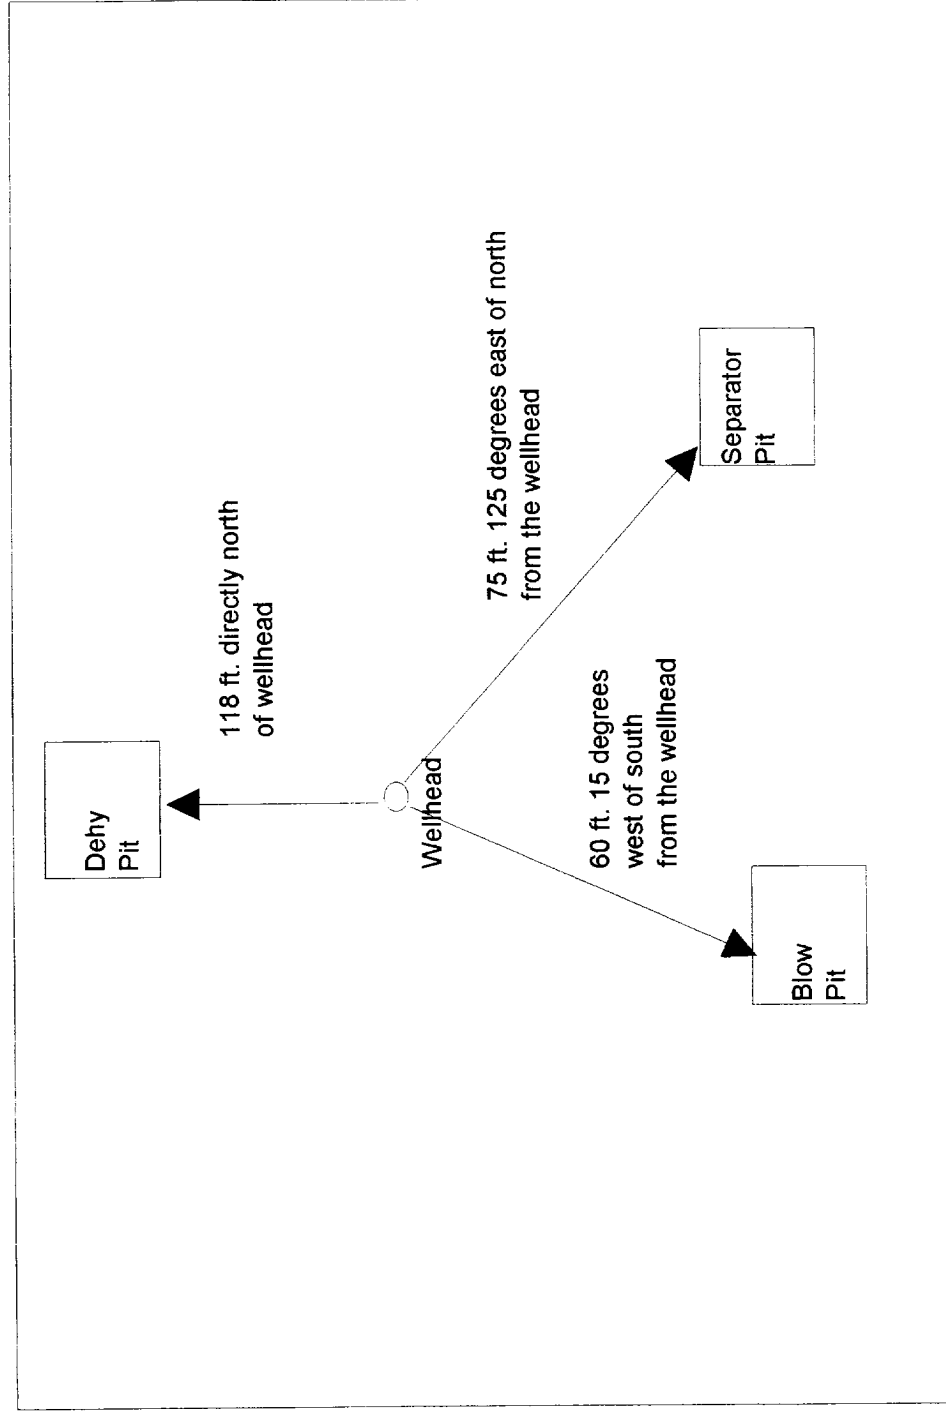 Dehy
Pit
118 ft. directly north
of wellhead
Wellhead
75 ft. 125 degrees east of north
from the wellhead
60 ft. 15 degrees
west of south
from the wellhead
Separator
Pit
Blow
Pit